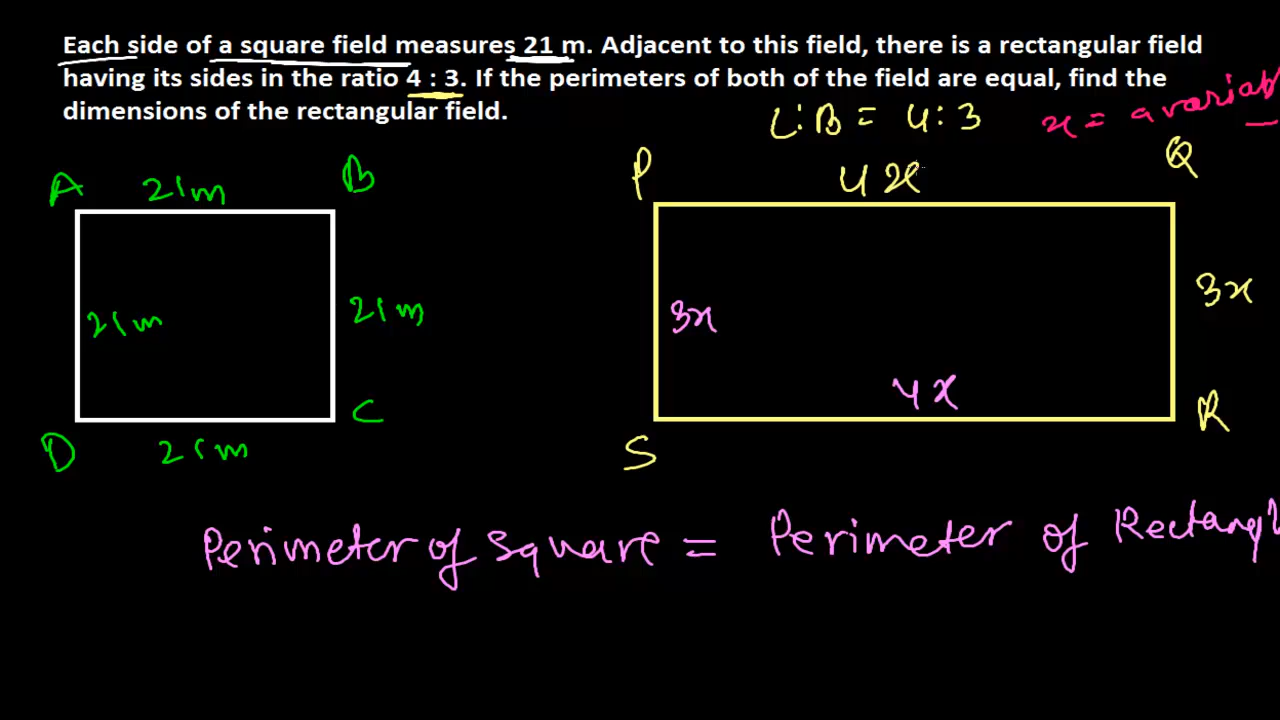 Each side of a square field measures 21 m. Adjacent to this field, there is a rectangular field
having its sides in the ratio 4 : 3. If the perimeters of both of the field are equal, find the
dimensions of the rectangular field.
L:B = 4:3
x = a variab
A 21m B
P 4x Q
21m 21m
3x 3x
4x
D 21m C
S R
Perimeter of square = Perimeter of Rectangl